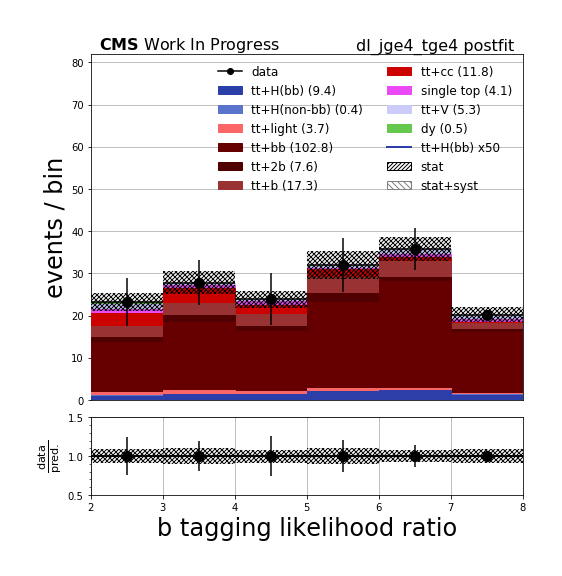 CMS Work In Progress
dl_jge4_tge4 postfit
80
70
60
50
40
30
20
10
0
events / bin
data
tt+H(bb) (9.4)
tt+H(non-bb) (0.4)
tt+light (3.7)
tt+bb (102.8)
tt+2b (7.6)
tt+b (17.3)
tt+cc (11.8)
single top (4.1)
tt+V (5.3)
dy (0.5)
tt+H(bb) x50
stat
stat+syst
1.5
1.0
0.5
data
pred.
2 3 4 5 6 7 8
b tagging likelihood ratio